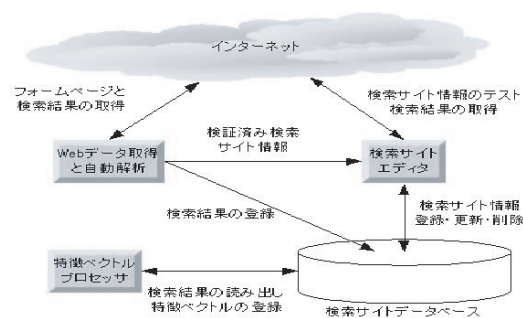 インターネット
フォームページと
検索結果の取得
検索サイト情報のテスト
検索結果の取得
Webデータ取得
と自動解析
検証済み検索
サイト情報
検索サイト
エディタ
検索結果の登録
検索サイト情報
登録・更新・削除
特徴ベクトル
プロセッサ
検索結果の読み出し
特徴ベクトルの登録
検索サイトデータベース